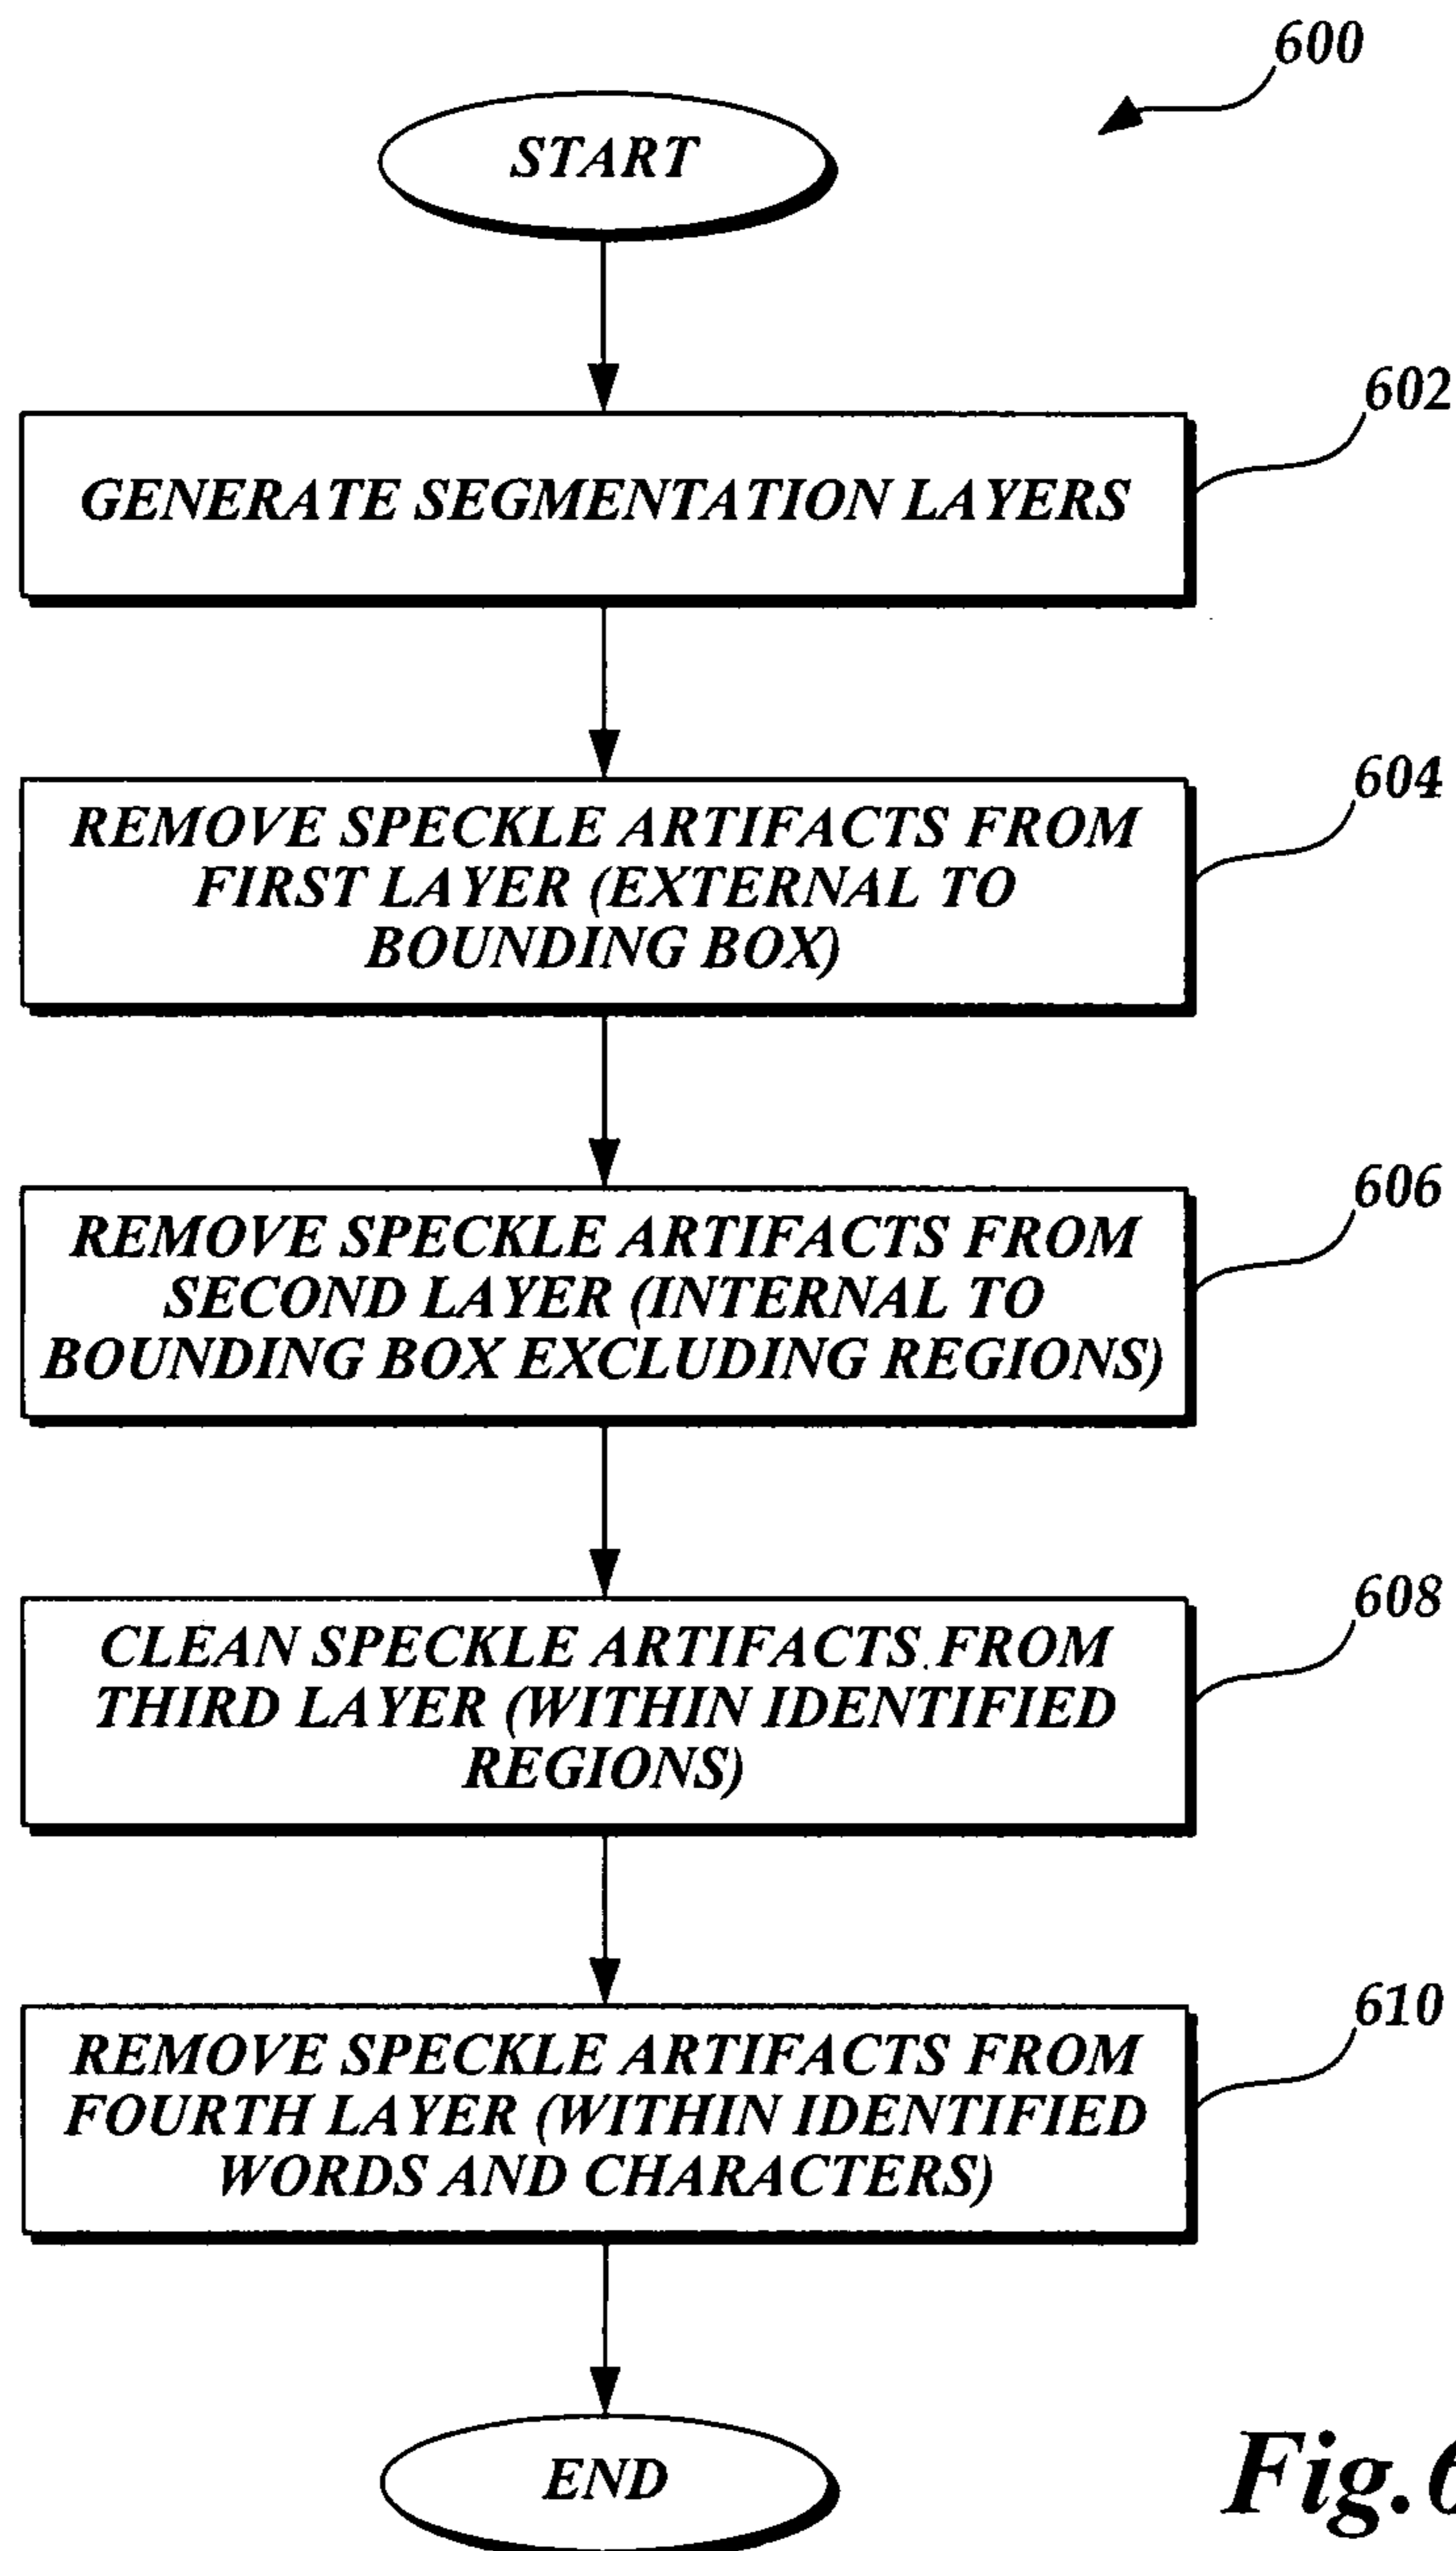 600
START
602
GENERATE SEGMENTATION LAYERS
604
REMOVE SPECKLE ARTIFACTS FROM
FIRST LAYER (EXTERNAL TO
BOUNDING BOX)
606
REMOVE SPECKLE ARTIFACTS FROM
SECOND LAYER (INTERNAL TO
BOUNDING BOX EXCLUDING REGIONS)
608
CLEAN SPECKLE ARTIFACTS FROM
THIRD LAYER (WITHIN IDENTIFIED
REGIONS)
610
REMOVE SPECKLE ARTIFACTS FROM
FOURTH LAYER (WITHIN IDENTIFIED
WORDS AND CHARACTERS)
END
Fig.6